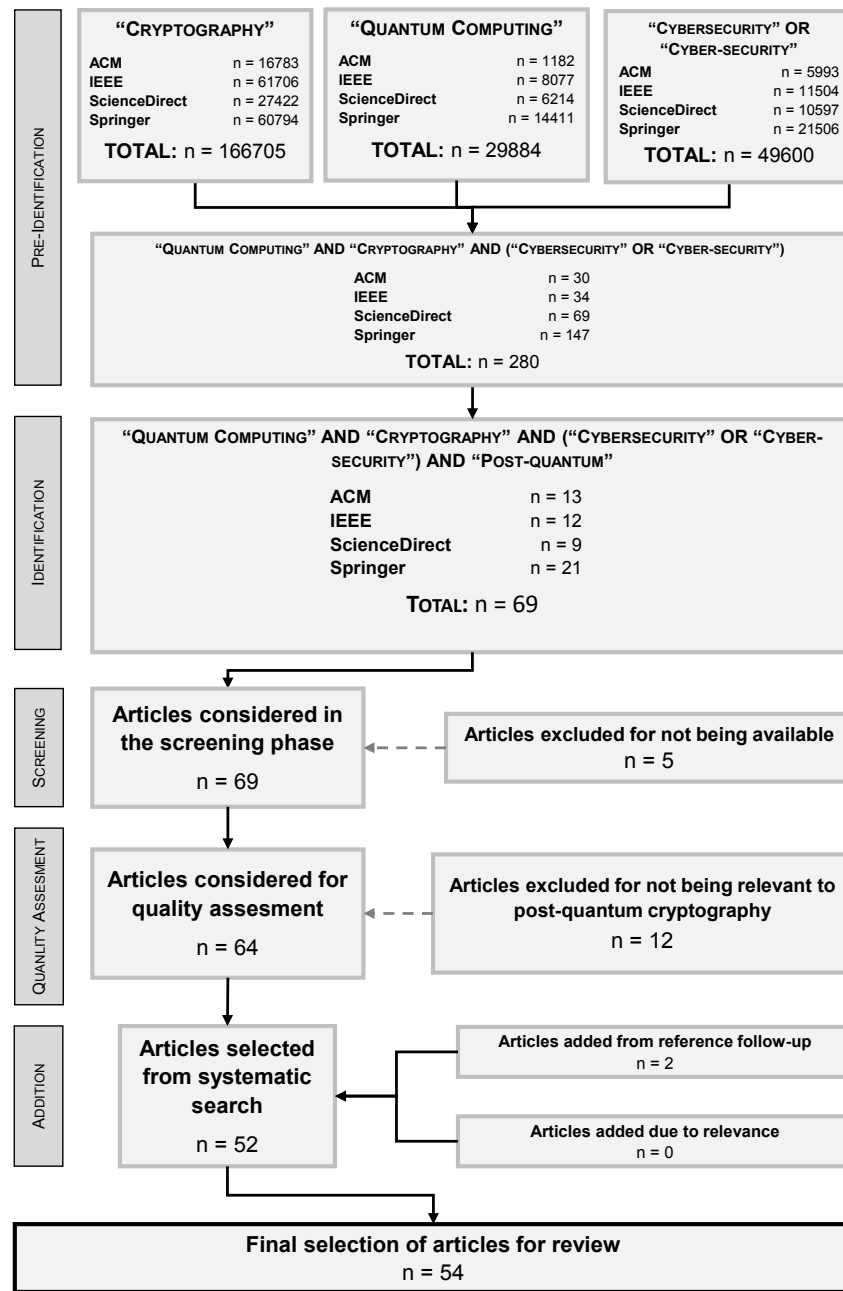 PRE-IDENTIFICATION
“CRYPTOGRAPHY”
ACM n = 16783
IEEE n = 61706
ScienceDirect n = 27422
Springer n = 60794
TOTAL: n = 166705
“QUANTUM COMPUTING”
ACM n = 1182
IEEE n = 8077
ScienceDirect n = 6214
Springer n = 14411
TOTAL: n = 29884
“CYBERSECURITY” OR
“CYBER-SECURITY”
ACM n = 5993
IEEE n = 11504
ScienceDirect n = 10597
Springer n = 21506
TOTAL: n = 49600
“QUANTUM COMPUTING” AND “CRYPTOGRAPHY” AND (“CYBERSECURITY” OR “CYBER-SECURITY”)
ACM n = 30
IEEE n = 34
ScienceDirect n = 69
Springer n = 147
TOTAL: n = 280
IDENTIFICATION
“QUANTUM COMPUTING” AND “CRYPTOGRAPHY” AND (“CYBERSECURITY” OR “CYBER-
SECURITY”) AND “POST-QUANTUM”
ACM n = 13
IEEE n = 12
ScienceDirect n = 9
Springer n = 21
TOTAL: n = 69
SCREENING
Articles considered in
the screening phase
n = 69
Articles excluded for not being available
n = 5
QUANLITY ASSESMENT
Articles considered for
quality assesment
n = 64
Articles excluded for not being relevant to
post-quantum cryptography
n = 12
ADDITION
Articles selected
from systematic
search
n = 52
Articles added from reference follow-up
n = 2
Articles added due to relevance
n = 0
Final selection of articles for review
n = 54